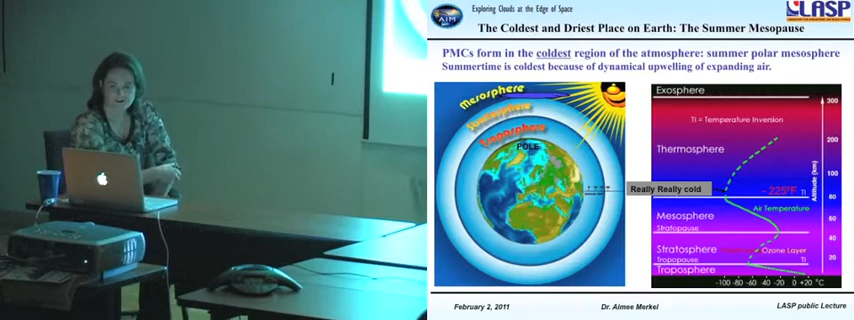 Exploring Clouds at the Edge of Space
AIM
LASP
The Coldest and Driest Place on Earth: The Summer Mesopause
PMCs form in the coldest region of the atmosphere: summer polar mesosphere
Summertime is coldest because of dynamical upwelling of expanding air.
Mesosphere
Stratosphere
Troposphere
POLE
Really Really cold
Exosphere
TI = Temperature Inversion
Thermosphere
- 225°F TI
Air Temperature
Mesosphere
Stratopause
Stratosphere
Ozone Layer
Tropopause
TI
Troposphere
300
200
100
80
60
40
20
Altitude (km)
-100 -80 -60 -40 -20 0 +20 °C
February 2, 2011
Dr. Aimee Merkel
LASP public Lecture